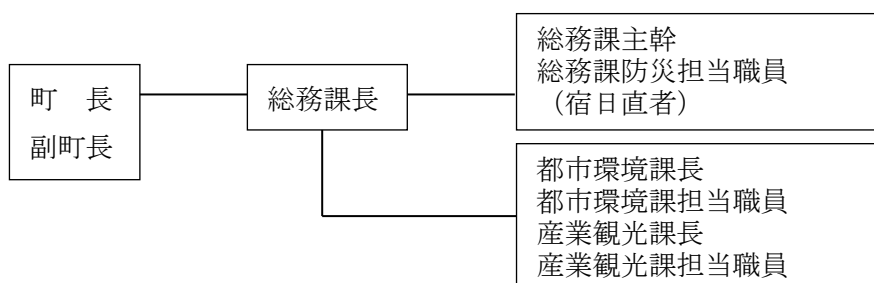 町　長
副町長
総務課長
総務課主幹
総務課防災担当職員
（宿日直者）
都市環境課長
都市環境課担当職員
産業観光課長
産業観光課担当職員